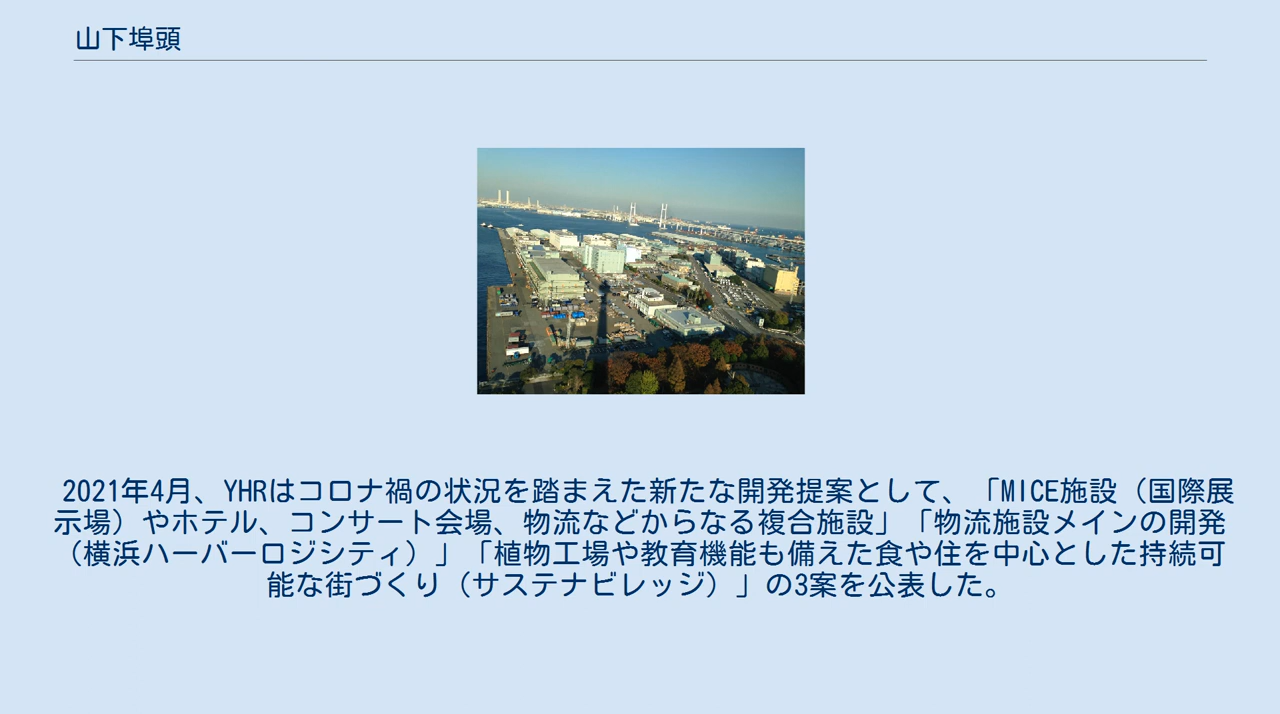 山下埠頭
2021年4月、YHRはコロナ禍の状況を踏まえた新たな開発提案として、「MICE施設（国際展
示場）やホテル、コンサート会場、物流などからなる複合施設」「物流施設メインの開発
（横浜ハーバーロジシティ）」「植物工場や教育機能も備えた食や住を中心とした持続可
能な街づくり（サステナビレッジ）」の3案を公表した。